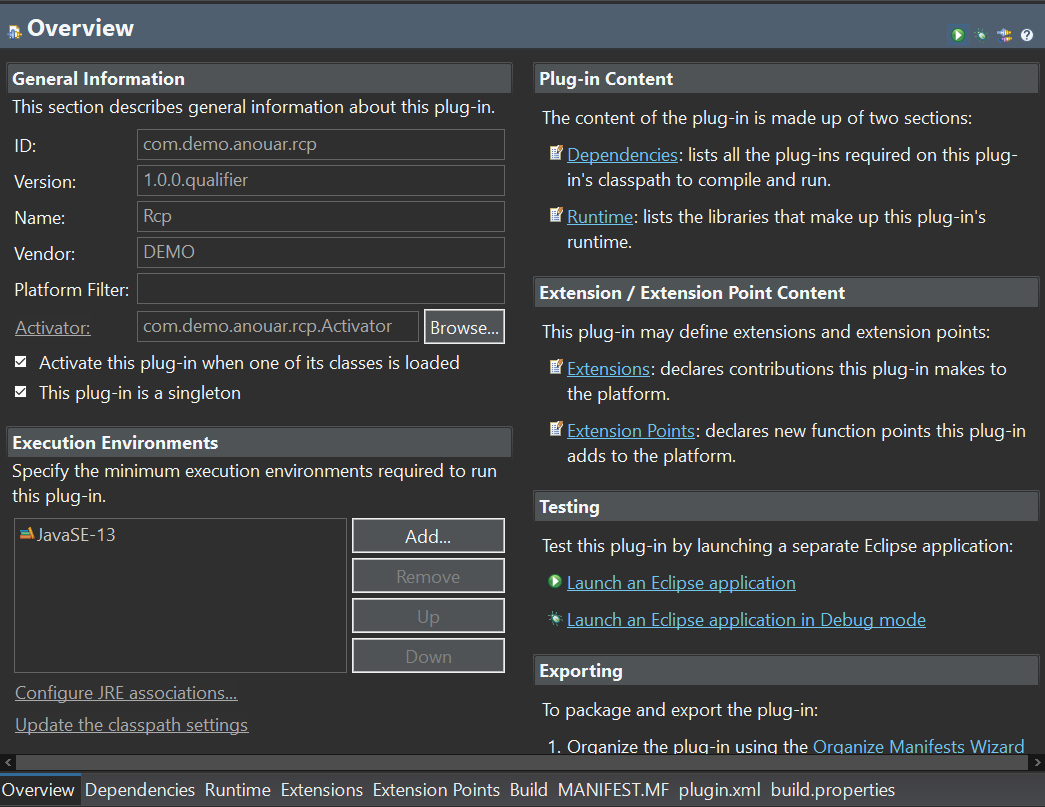 Overview
General Information
This section describes general information about this plug-in.
ID: com.demo.anouar.rcp
Version: 1.0.0.qualifier
Name: Rcp
Vendor: DEMO
Platform Filter:
Activator: com.demo.anouar.rcp.Activator Browse...
Activate this plug-in when one of its classes is loaded
This plug-in is a singleton
Execution Environments
Specify the minimum execution environments required to run
this plug-in.
JavaSE-13
Add...
Remove
Up
Down
Configure JRE associations...
Update the classpath settings
Plug-in Content
The content of the plug-in is made up of two sections:
Dependencies: lists all the plug-ins required on this plug-
in's classpath to compile and run.
Runtime: lists the libraries that make up this plug-in's
runtime.
Extension / Extension Point Content
This plug-in may define extensions and extension points:
Extensions: declares contributions this plug-in makes to
the platform.
Extension Points: declares new function points this plug-in
adds to the platform.
Testing
Test this plug-in by launching a separate Eclipse application:
Launch an Eclipse application
Launch an Eclipse application in Debug mode
Exporting
To package and export the plug-in:
1. Organize the plug-in using the Organize Manifests Wizard
Overview Dependencies Runtime Extensions Extension Points Build MANIFEST.MF plugin.xml build.properties